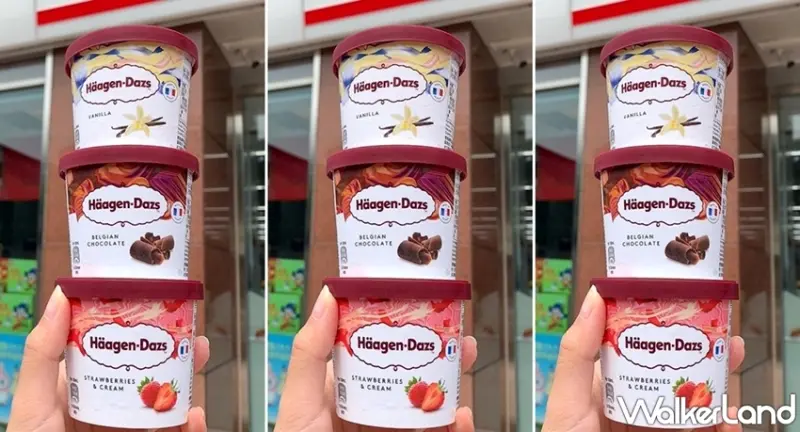 Häagen-Dazs
VANILLA
Häagen-Dazs
BELGIAN
CHOCOLATE
Häagen-Dazs
STRAWBERRIES
& CREAM
Häagen-Dazs
VANILLA
Häagen-Dazs
BELGIAN
CHOCOLATE
Häagen-Dazs
STRAWBERRIES
& CREAM
Häagen-Dazs
VANILLA
Häagen-Dazs
BELGIAN
CHOCOLATE
Häagen-Dazs
STRAWBERRIES
& CREAM
WalkerLand